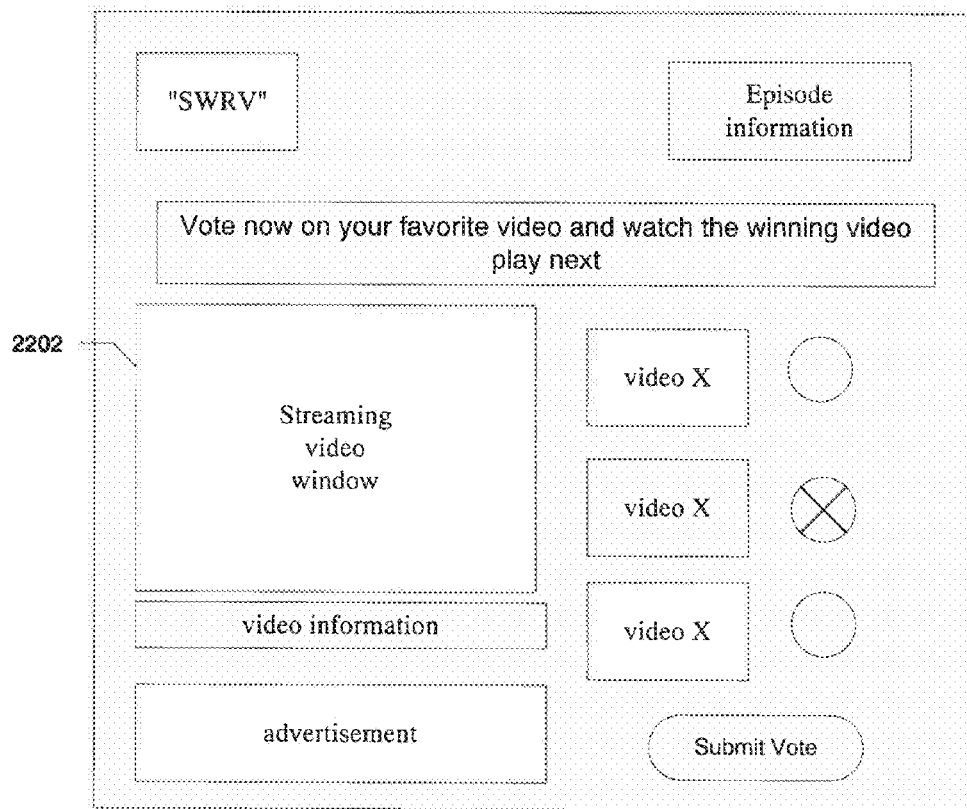 "SWRV"
Episode
information
Vote now on your favorite video and watch the winning video
play next
2202
Streaming
video
window
video X
video X
video X
video information
advertisement
Submit Vote